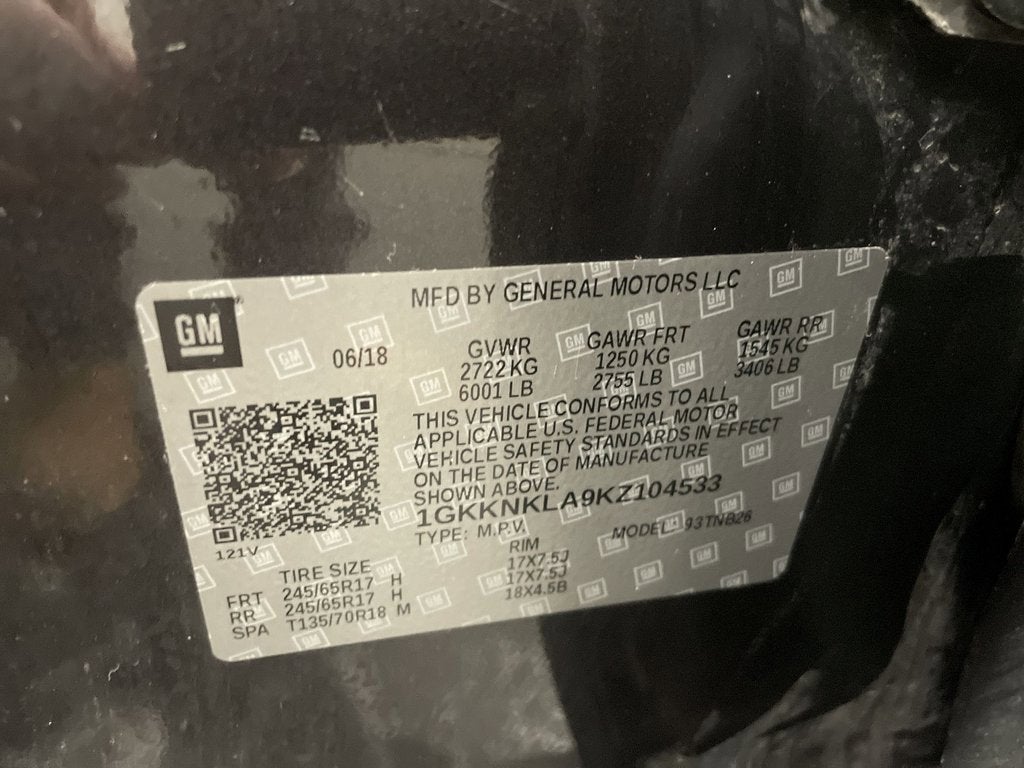 MFD BY GENERAL MOTORS LLC
GM
06/18
GVWR GAWR FRT GAWR RR
2722KG 1250 KG 1545 KG
6001 LB 2755 LB 3406 LB
THIS VEHICLE CONFORMS TO ALL
APPLICABLE U.S. FEDERAL MOTOR
VEHICLE SAFETY STANDARDS IN EFFECT
ON THE DATE OF MANUFACTURE
SHOWN ABOVE.
1GKKNKLA9KZ104533
TYPE: M.P.V. MODEL: 93TNB26
121V
TIRE SIZE RIM
FRT 245/65R17 H 17X7.5J
RR 245/65R17 H 17X7.5J
SPA T135/70R18 M 18X4.5B